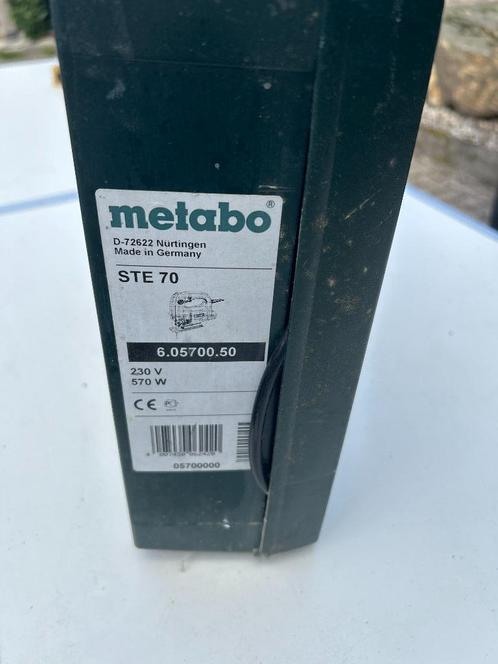 metabo®
D-72622 Nürtingen
Made in Germany
STE 70
6.05700.50
230 V
570 W
CE
05700000